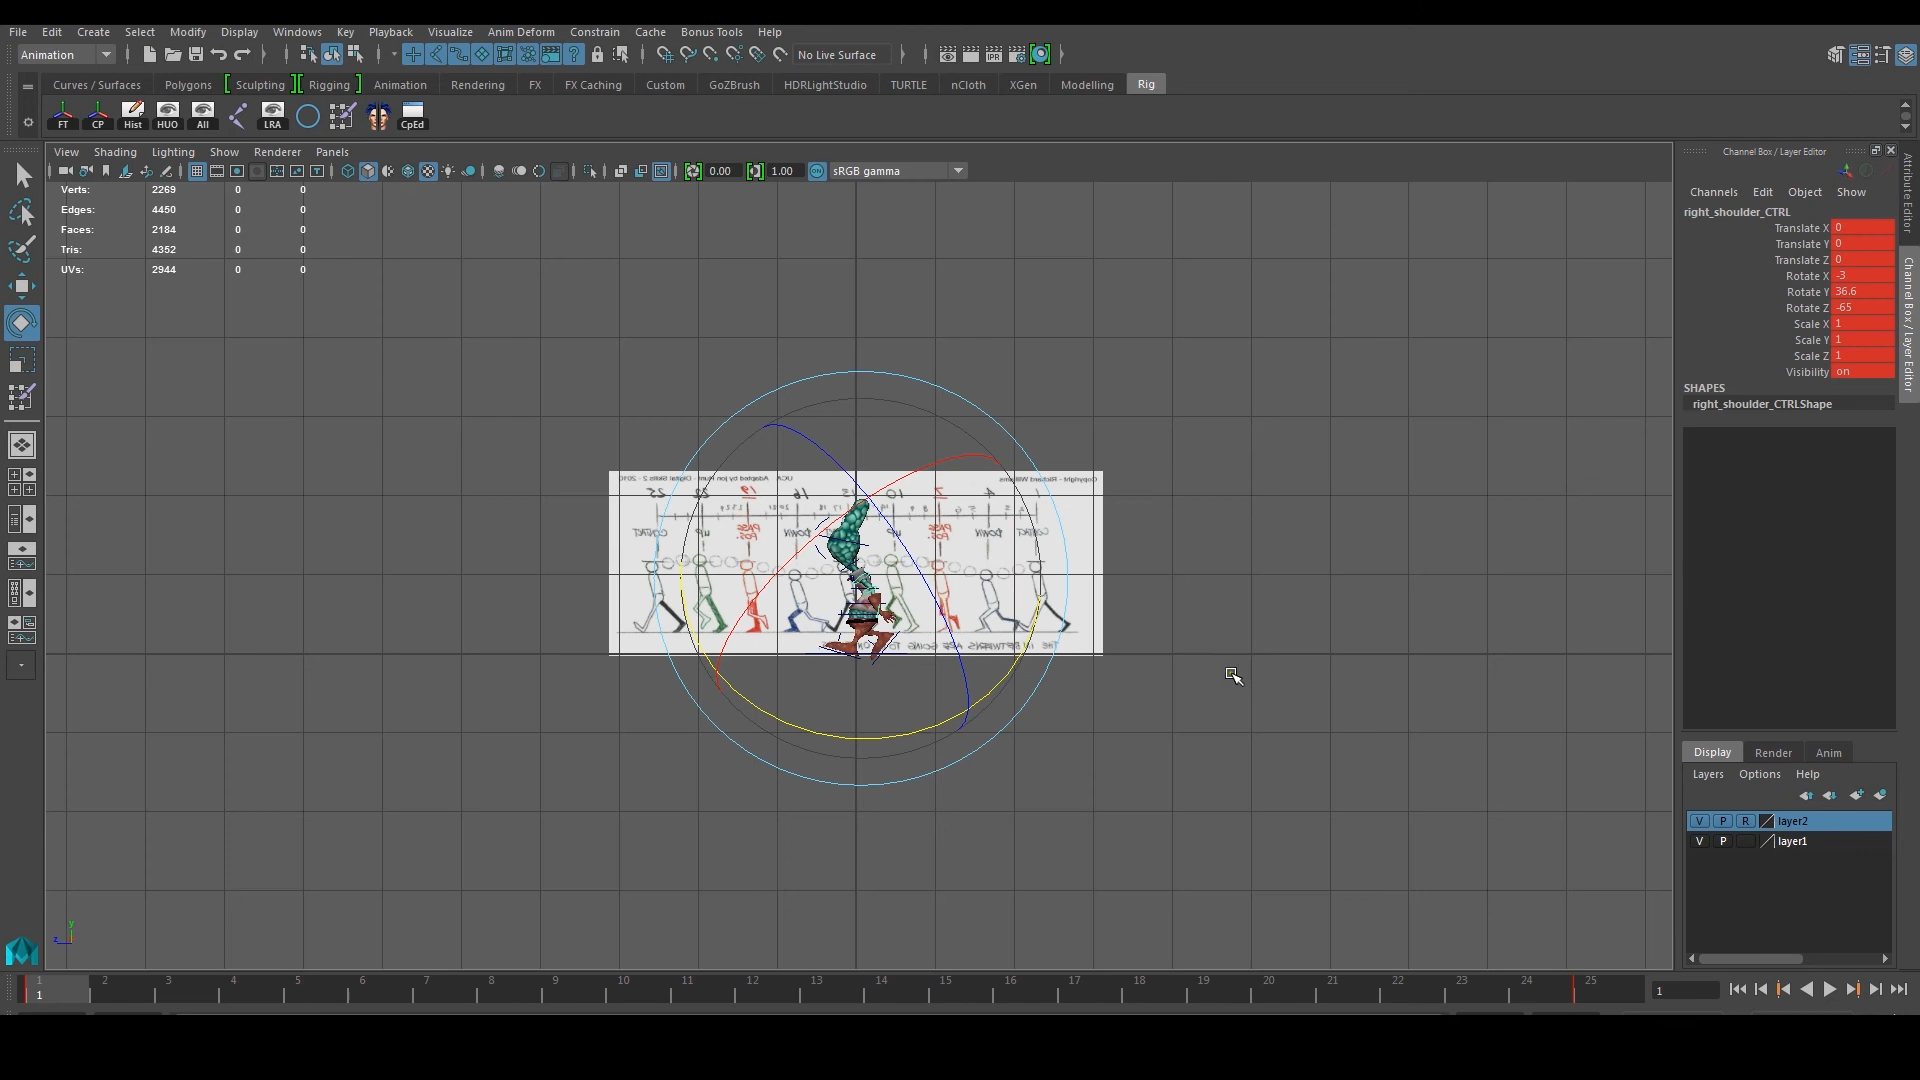 File Edit Create Select Modify Display Windows Key Playback Visualize Anim Deform Constrain Cache Bonus Tools Help
Animation No Live Surface
Curves / Surfaces Polygons Sculpting Rigging Animation Rendering FX FX Caching Custom GoZBrush HDRLightStudio TURTLE nCloth XGen Modelling Rig
FT CP Hist HUO All LRA CpEd
View Shading Lighting Show Renderer Panels
0.00 1.00 sRGB gamma
Verts: 2269 0 0
Edges: 4450 0 0
Faces: 2184 0 0
Tris: 4352 0 0
UVs: 2944 0 0
Channel Box / Layer Editor
Channels Edit Object Show
right_shoulder_CTRL
Translate X 0
Translate Y 0
Translate Z 0
Rotate X -3
Rotate Y 36.6
Rotate Z -65
Scale X 1
Scale Y 1
Scale Z 1
Visibility on
SHAPES
right_shoulder_CTRLShape
Attribute Editor
Channel Box / Layer Editor
Display Render Anim
Layers Options Help
V P R layer2
V P layer1
y
z
1 2 3 4 5 6 7 8 9 10 11 12 13 14 15 16 17 18 19 20 21 22 23 24 25
1
1